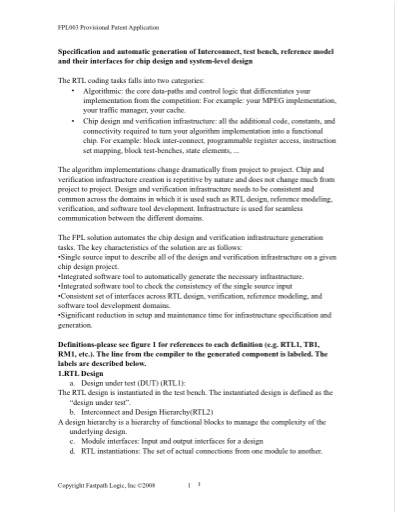 FPL003 Provisional Patent Application
Specification and automatic generation of Interconnect, test bench, reference model
and their interfaces for chip design and system-level design
The RTL coding tasks falls into two categories:
• Algorithmic: the core data-paths and control logic that differentiates your
implementation from the competition: For example: your MPEG implementation,
your traffic manager, your cache.
• Chip design and verification infrastructure: all the additional code, constants, and
connectivity required to turn your algorithm implementation into a functional
chip. For example: block inter-connect, programmable register access, instruction
set mapping, block test-benches, state elements, ...
The algorithm implementations change dramatically from project to project. Chip and
verification infrastructure creation is repetitive by nature and does not change much from
project to project. Design and verification infrastructure needs to be consistent and
common across the domains in which it is used such as RTL design, reference modeling,
verification, and software tool development. Infrastructure is used for seamless
communication between the different domains.
The FPL solution automates the chip design and verification infrastructure generation
tasks. The key characteristics of the solution are as follows:
•Single source input to describe all of the design and verification infrastructure on a given
chip design project.
•Integrated software tool to automatically generate the necessary infrastructure.
•Integrated software tool to check the consistency of the single source input
•Consistent set of interfaces across RTL design, verification, reference modeling, and
software tool development domains.
•Significant reduction in setup and maintenance time for infrastructure specification and
generation.
Definitions-please see figure 1 for references to each definition (e.g. RTL1, TB1,
RM1, etc.). The line from the compiler to the generated component is labeled. The
labels are described below.
1.RTL Design
a. Design under test (DUT) (RTL1):
The RTL design is instantiated in the test bench. The instantiated design is defined as the
"design under test".
b. Interconnect and Design Hierarchy(RTL2)
A design hierarchy is a hierarchy of functional blocks to manage the complexity of the
underlying design.
c. Module interfaces: Input and output interfaces for a design
d. RTL instantiations: The set of actual connections from one module to another.
Copyright Fastpath Logic, Inc ©2008 1